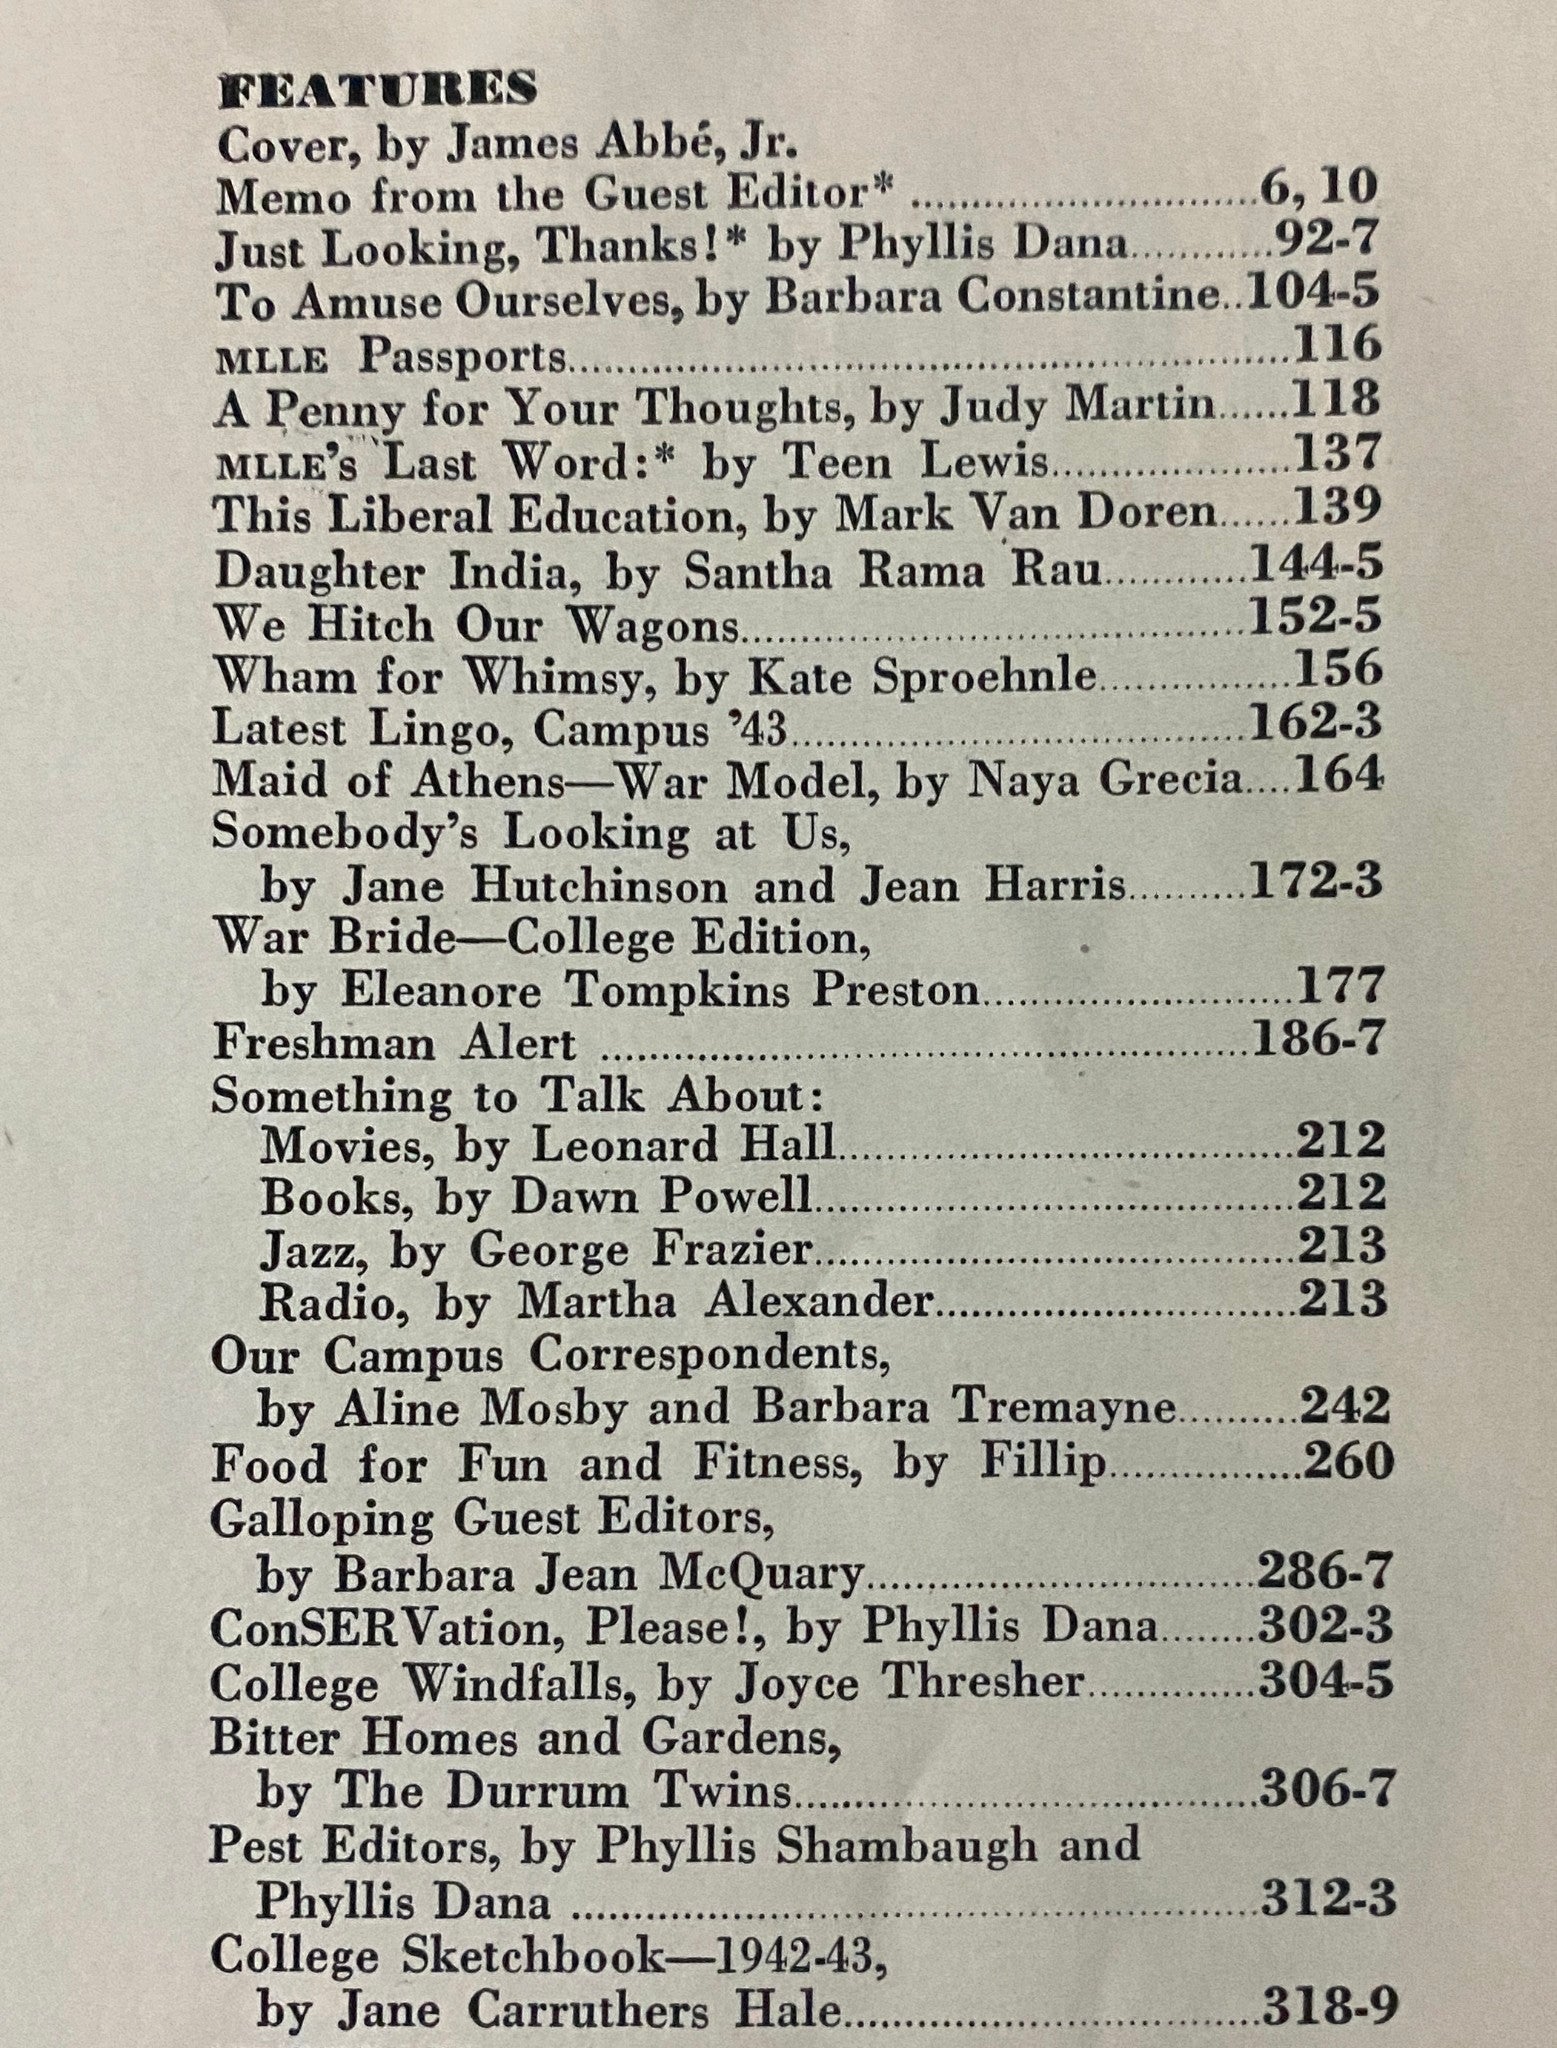 FEATURES
Cover, by James Abbé, Jr.
Memo from the Guest Editor* ..............................6, 10
Just Looking, Thanks!* by Phyllis Dana............92-7
To Amuse Ourselves, by Barbara Constantine..104-5
MLLE Passports..............................................................116
A Penny for Your Thoughts, by Judy Martin......118
MLLE's Last Word:* by Teen Lewis.....................137
This Liberal Education, by Mark Van Doren......139
Daughter India, by Santha Rama Rau............144-5
We Hitch Our Wagons...........................................152-5
Wham for Whimsy, by Kate Sproehnle................156
Latest Lingo, Campus '43.......................................162-3
Maid of Athens—War Model, by Naya Grecia....164
Somebody's Looking at Us,
by Jane Hutchinson and Jean Harris..........172-3
War Bride—College Edition,
by Eleanore Tompkins Preston..........................177
Freshman Alert .......................................................186-7
Something to Talk About:
Movies, by Leonard Hall.......................................212
Books, by Dawn Powell.........................................212
Jazz, by George Frazier.........................................213
Radio, by Martha Alexander...............................213
Our Campus Correspondents,
by Aline Mosby and Barbara Tremayne..........242
Food for Fun and Fitness, by Fillip................260
Galloping Guest Editors,
by Barbara Jean McQuary.................................286-7
ConSERVation, Please!, by Phyllis Dana........302-3
College Windfalls, by Joyce Thresher..............304-5
Bitter Homes and Gardens,
by The Durrum Twins........................................306-7
Pest Editors, by Phyllis Shambaugh and
Phyllis Dana ..........................................................312-3
College Sketchbook—1942-43,
by Jane Carruthers Hale...................................318-9